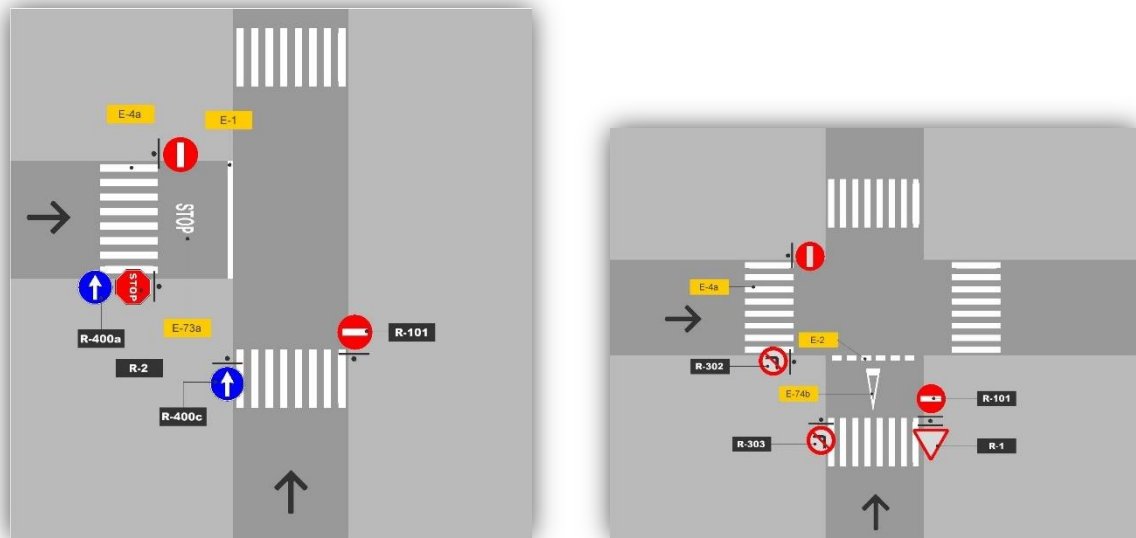 E-4a
E-1
STOP
STOP
R-400a
E-73a
R-101
R-2
R-400c
E-4a
E-2
R-302
E-74b
R-101
R-303
R-1